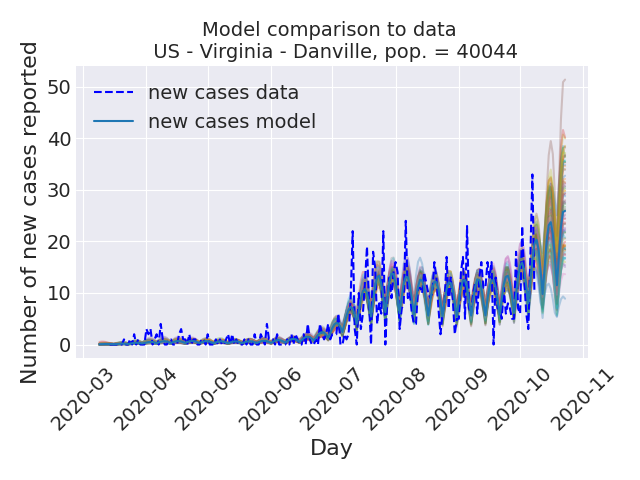 Model comparison to data
US - Virginia - Danville, pop. = 40044
Number of new cases reported
50
40
30
20
10
0
new cases data
new cases model
2020-03
2020-04
2020-05
2020-06
2020-07
2020-08
2020-09
2020-10
2020-11
Day